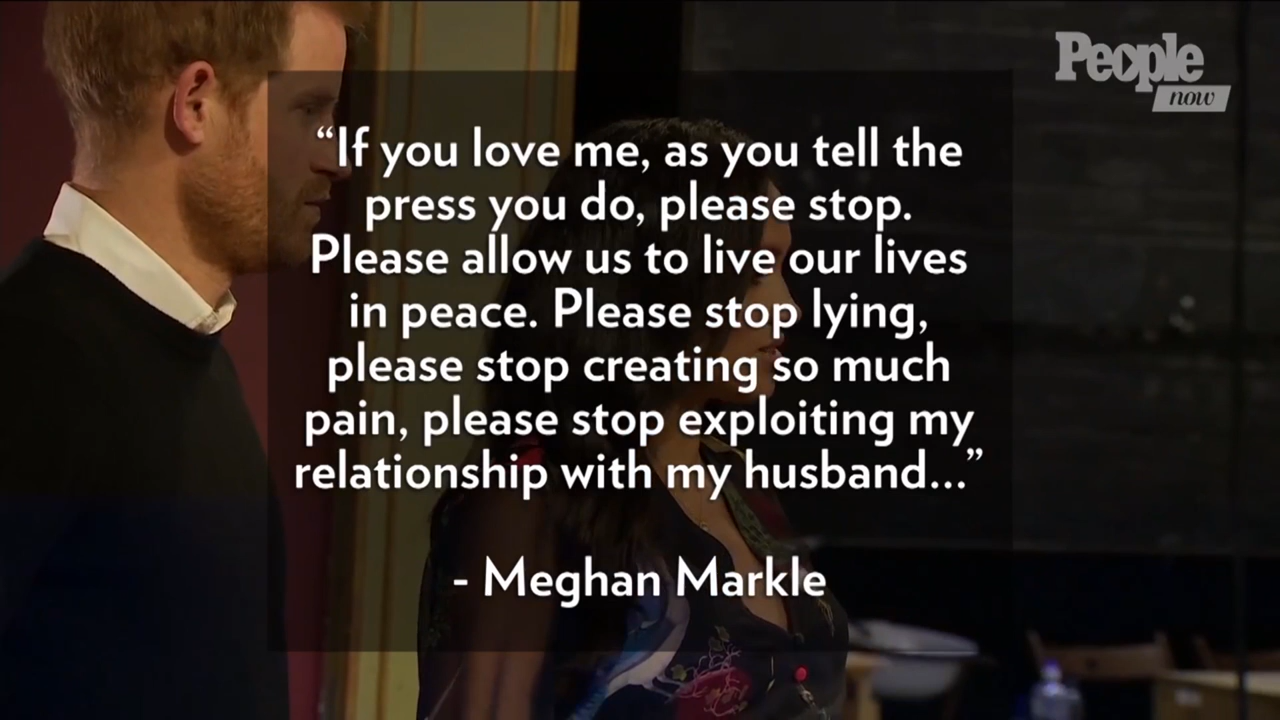 People
now
“If you love me, as you tell the
press you do, please stop.
Please allow us to live our lives
in peace. Please stop lying,
please stop creating so much
pain, please stop exploiting my
relationship with my husband...”
- Meghan Markle